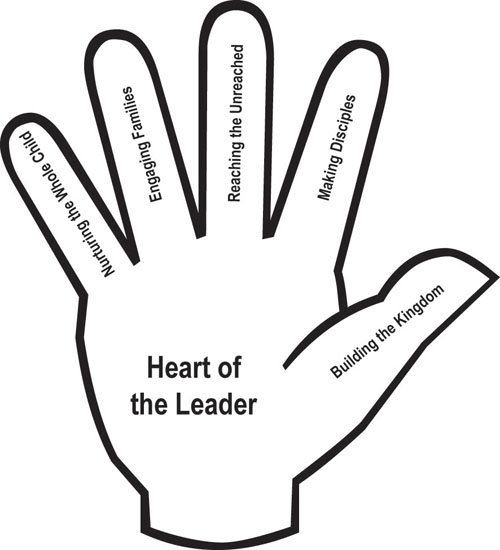 Nurturing the Whole Child
Engaging Families
Reaching the Unreached
Making Disciples
Building the Kingdom
Heart of
the Leader